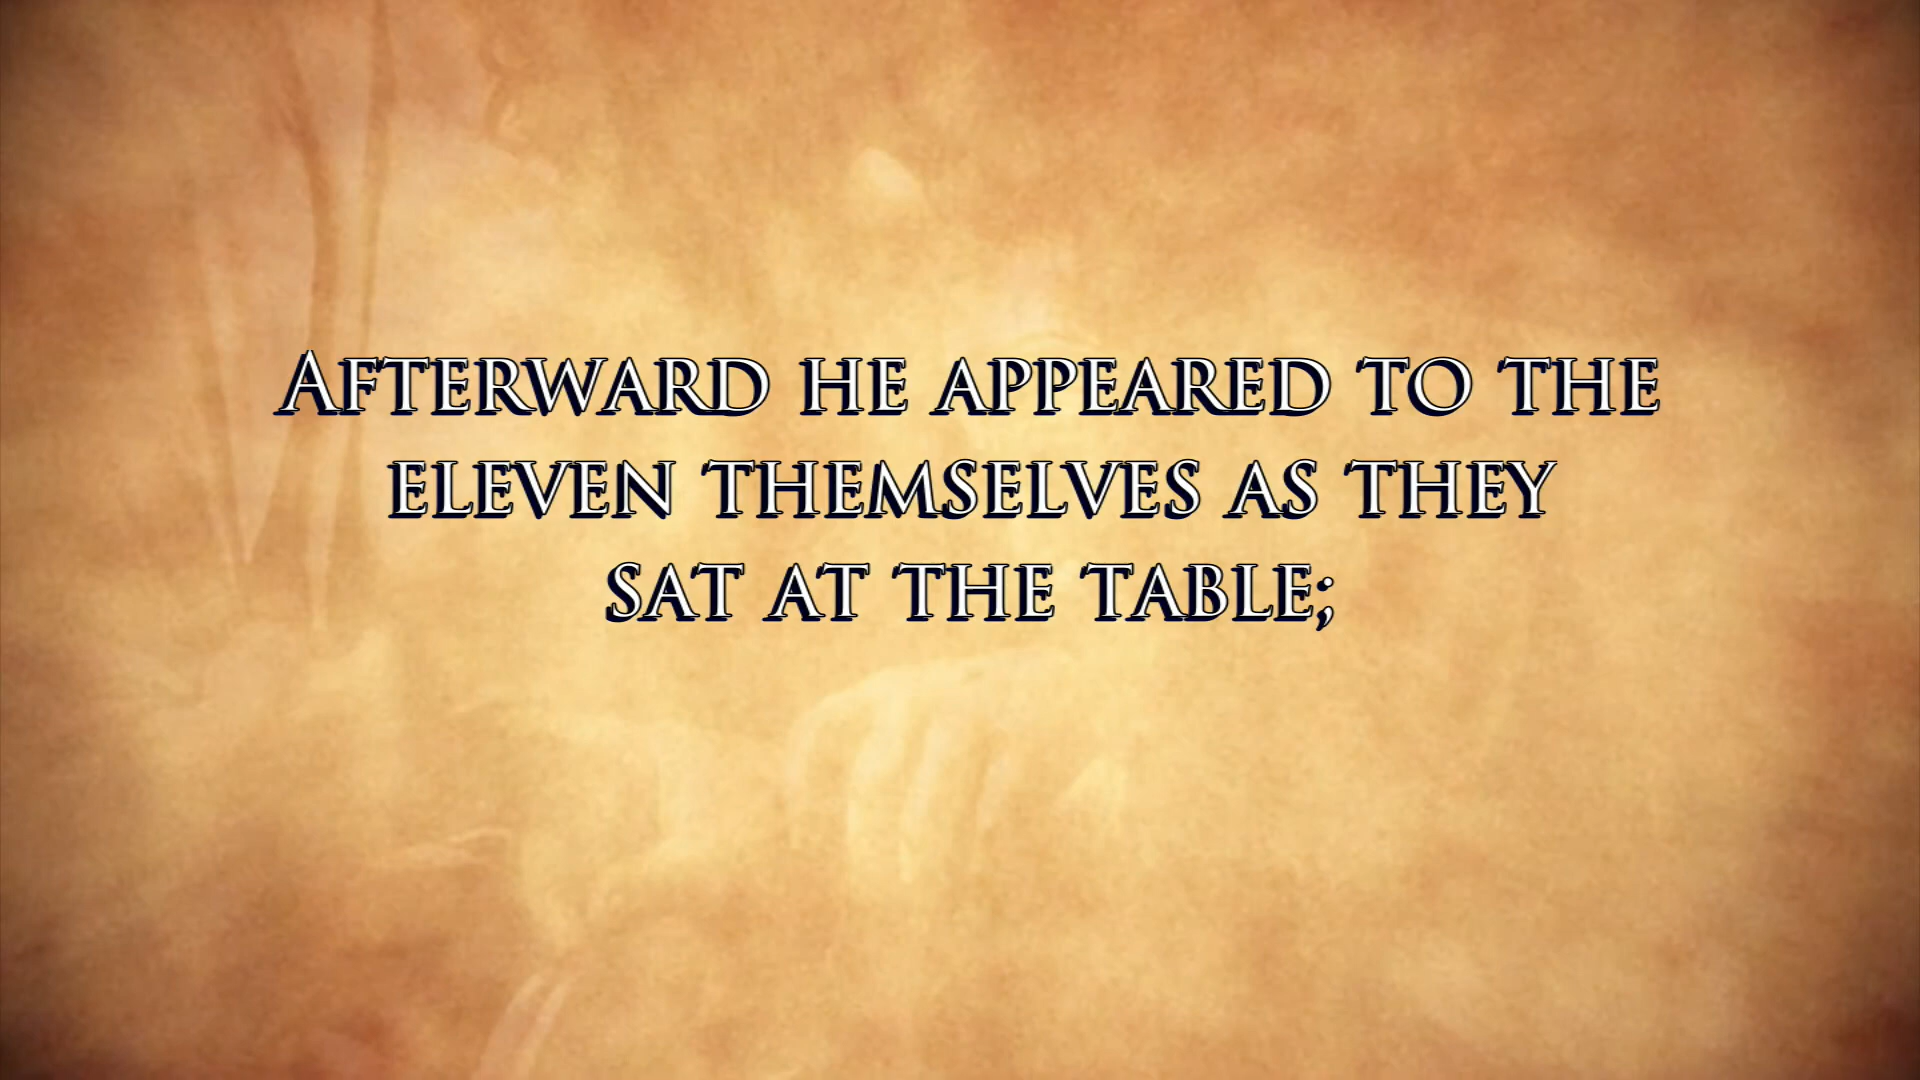 Afterward he appeared to the
eleven themselves as they
sat at the table;